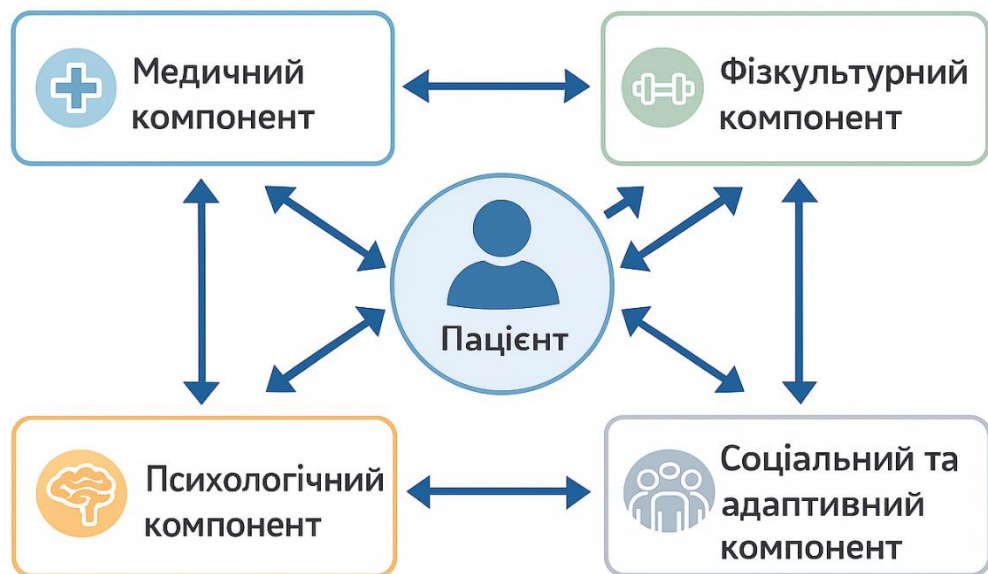 Медичний
компонент
Фізкультурний
компонент
Пацієнт
Психологічний
компонент
Соціальний та
адаптивний
компонент